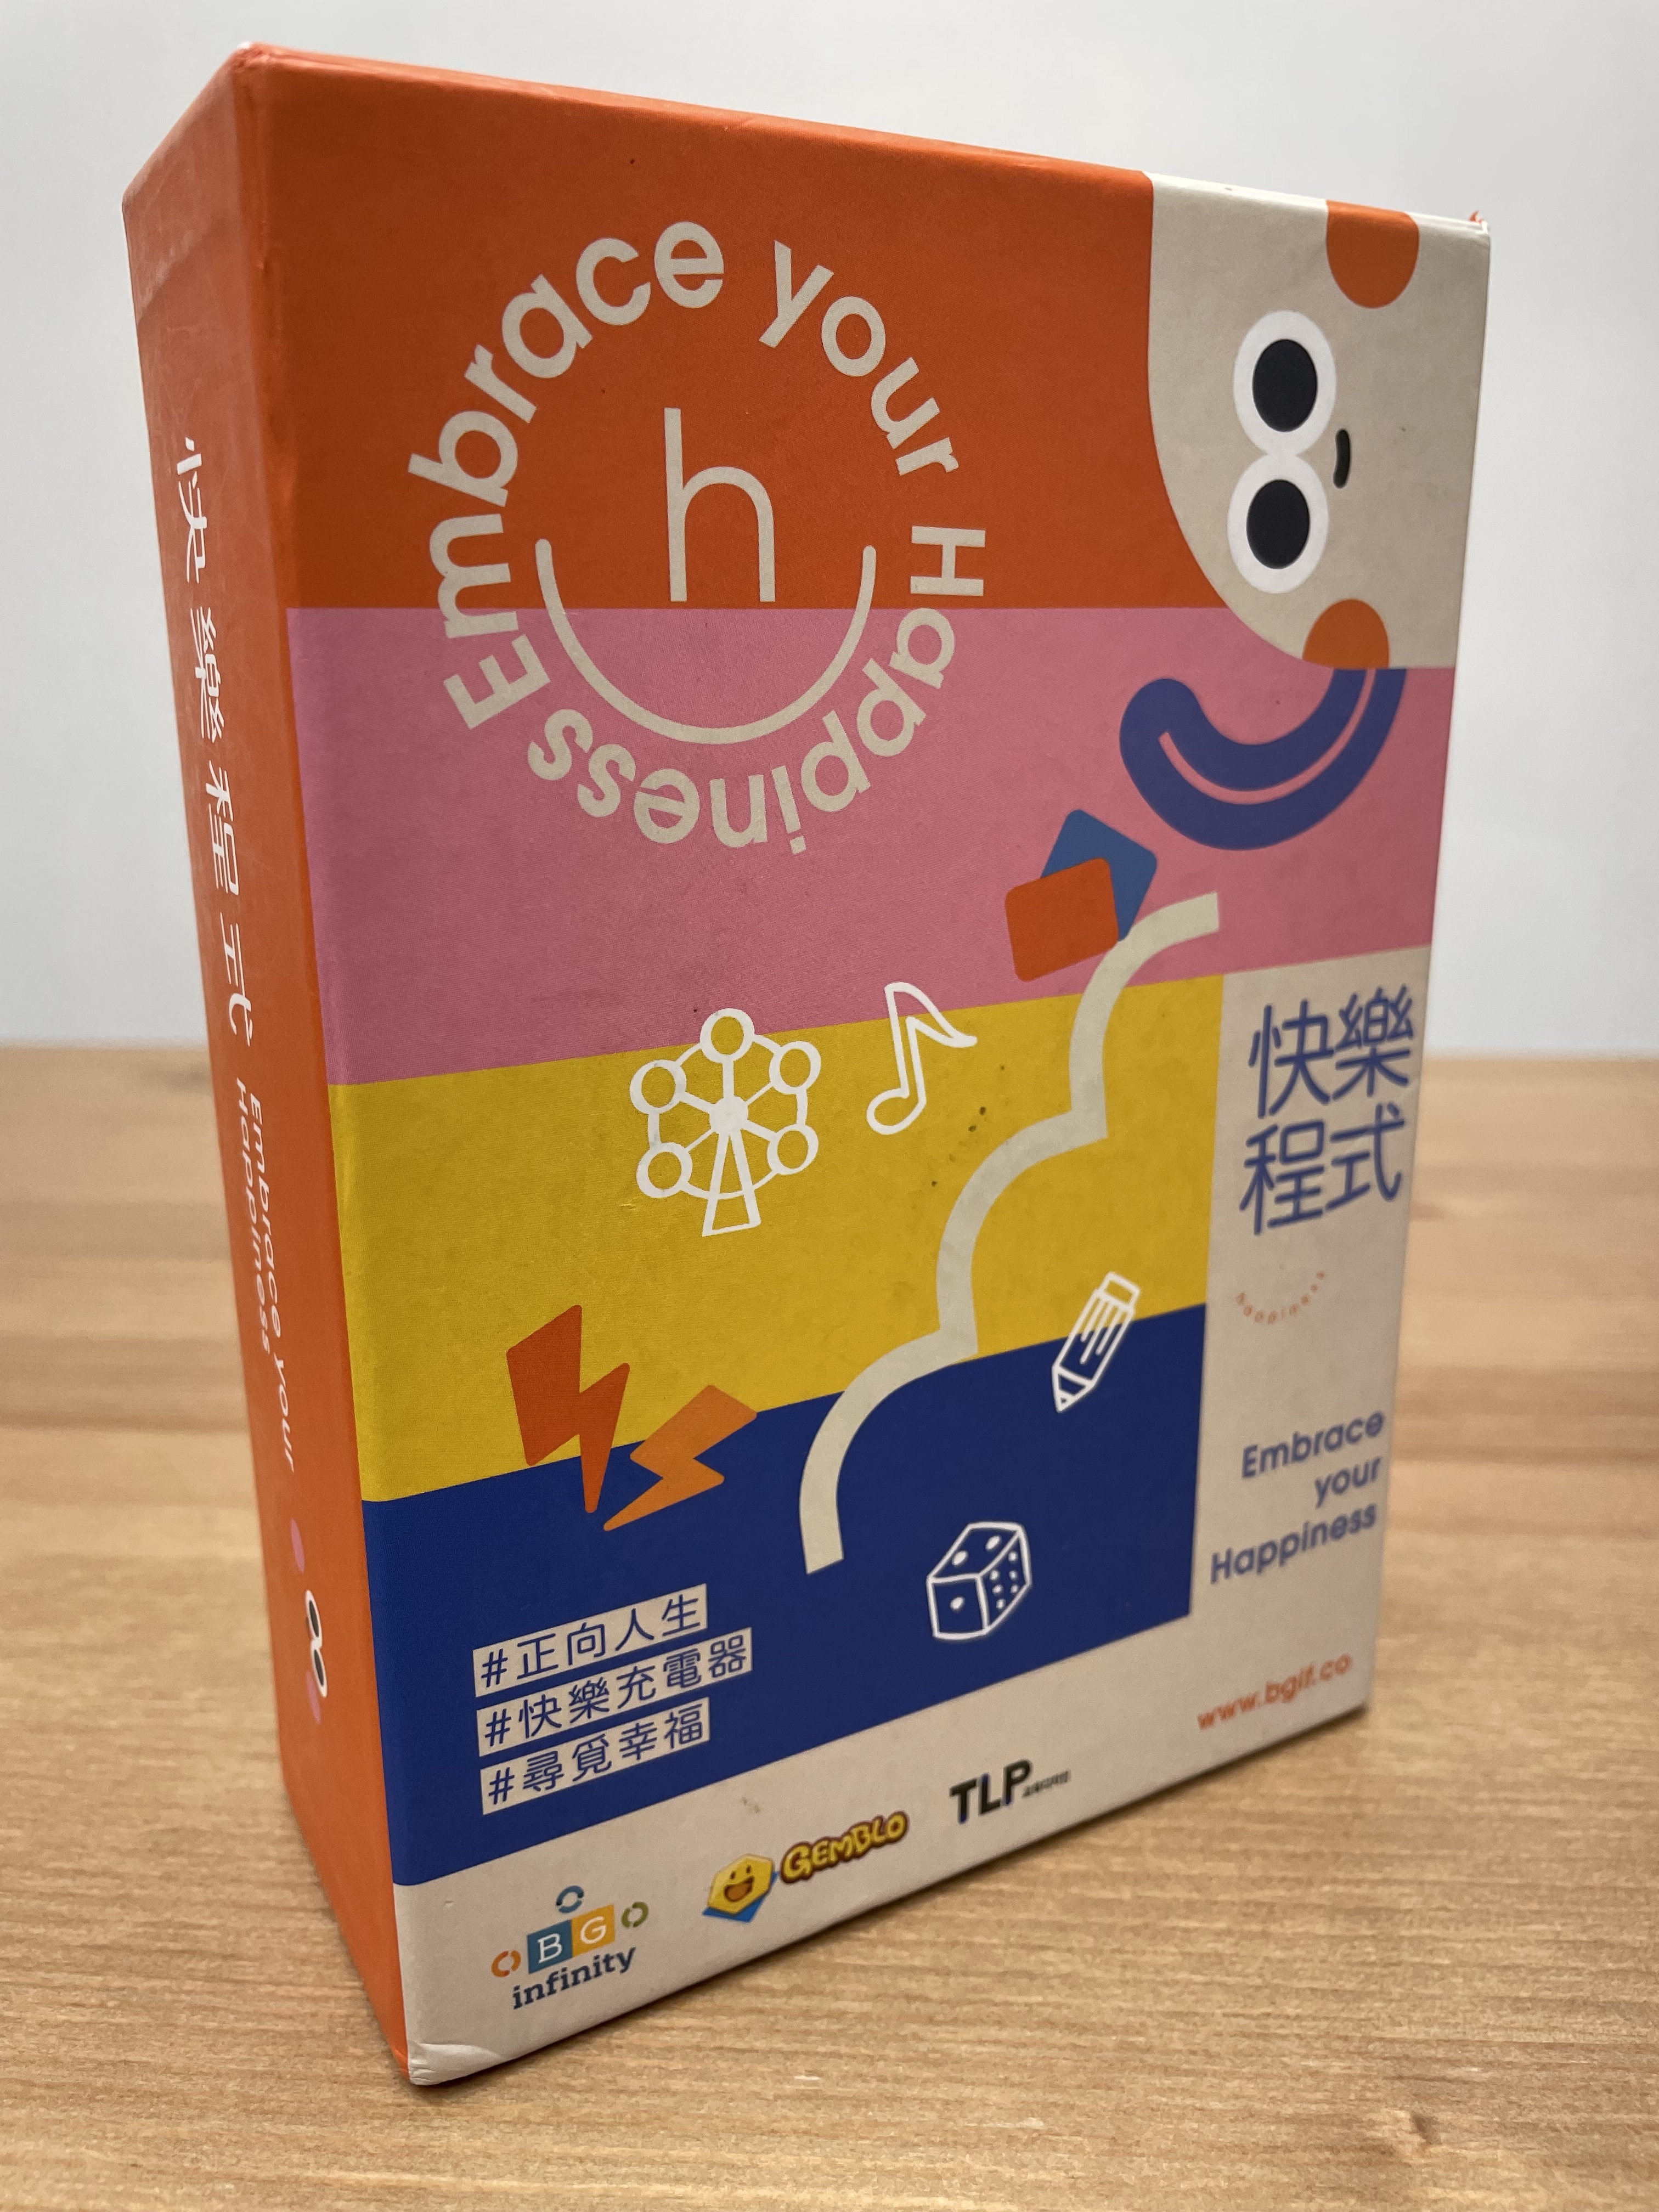 快樂程式 Embrace your
Happiness
Embrace your Happiness
h
快樂
程式
happiness
Embrace
your
Happiness
#正向人生
#快樂充電器
#尋覓幸福
www.bgif.co
BG
infinity
GEMBLO
TLP